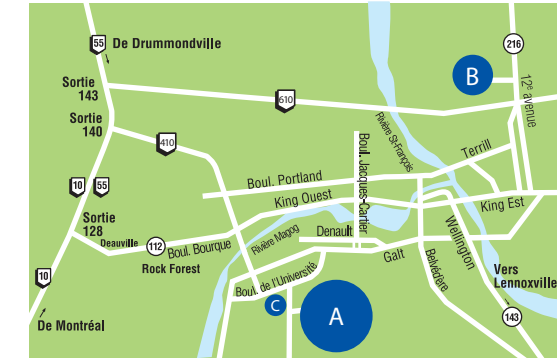 55
De Drummondville
216
B
Sortie
143
12e avenue
610
Sortie
140
410
Rivière St-François
Terrill
Boul. Jacques-Cartier
10 55
Boul. Portland
King Ouest
King Est
Sortie
128
Deauville
112
Boul. Bourque
Rock Forest
Rivière Magog
Denault
Galt
Wellington
Belvédère
Boul. de l'Université
Vers
Lennoxville
10
C
A
143
De Montréal